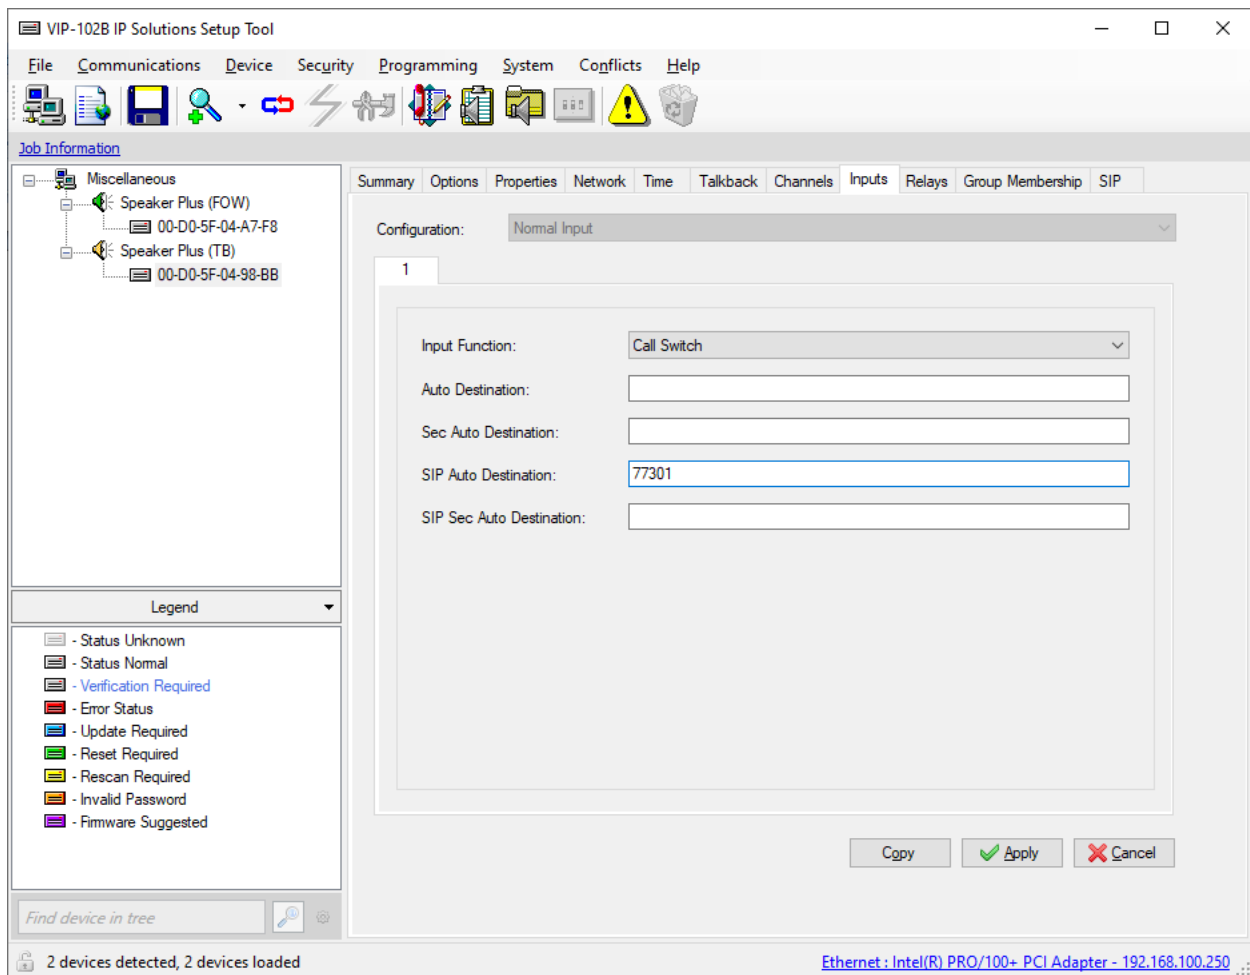 VIP-102B IP Solutions Setup Tool
File Communications Device Security Programming System Conflicts Help
Job Information
Miscellaneous
Speaker Plus (FOW)
00-D0-5F-04-A7-F8
Speaker Plus (TB)
00-D0-5F-04-98-BB
Summary Options Properties Network Time Talkback Channels Inputs Relays Group Membership SIP
Configuration: Normal Input
1
Input Function: Call Switch
Auto Destination:
Sec Auto Destination:
SIP Auto Destination: 77301
SIP Sec Auto Destination:
Legend
- Status Unknown
- Status Normal
- Verification Required
- Error Status
- Update Required
- Reset Required
- Rescan Required
- Invalid Password
- Firmware Suggested
Copy Apply Cancel
Find device in tree
2 devices detected, 2 devices loaded
Ethernet : Intel(R) PRO/100+ PCI Adapter - 192.168.100.250